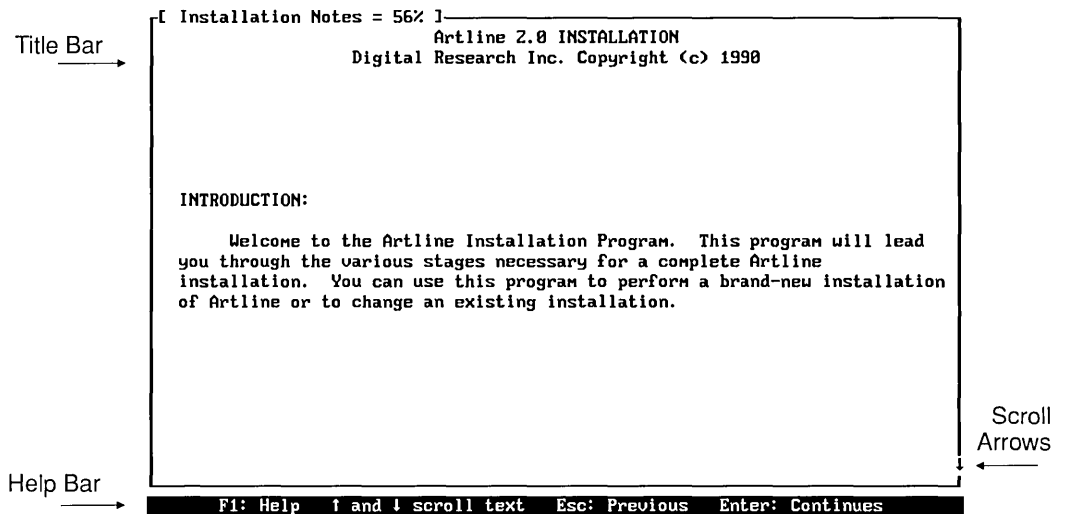 [ Installation Notes = 56% ]
Artline 2.0 INSTALLATION
Title Bar
Digital Research Inc. Copyright (c) 1990
INTRODUCTION:
Welcome to the Artline Installation Program. This program will lead
you through the various stages necessary for a complete Artline
installation. You can use this program to perform a brand-new installation
of Artline or to change an existing installation.
Scroll
Arrows
↓
Help Bar
F1: Help ↑ and ↓ scroll text Esc: Previous Enter: Continues